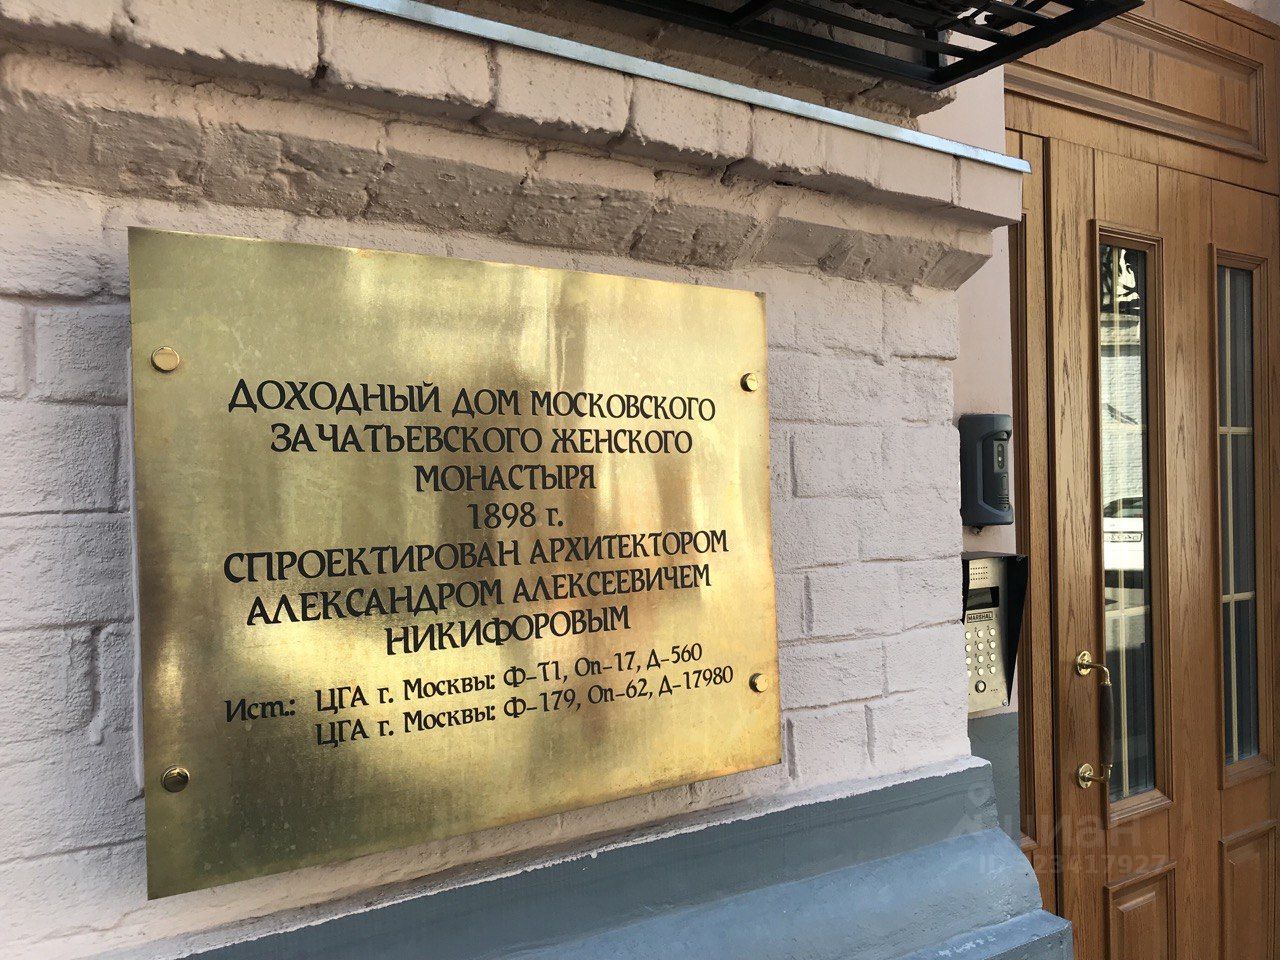 ДОХОДНЫЙ ДОМ МОСКОВСКОГО
ЗАЧАТЬЕВСКОГО ЖЕНСКОГО
МОНАСТЫРЯ
1898 г.
СПРОЕКТИРОВАН АРХИТЕКТОРОМ
АЛЕКСАНДРОМ АЛЕКСЕЕВИЧЕМ
НИКИФОРОВЫМ
Ист.: ЦГА г. Москвы: Ф-Т1, Оп-17, Д-560
ЦГА г. Москвы: Ф-179, Оп-62, Д-17980
MARSHAL
циан